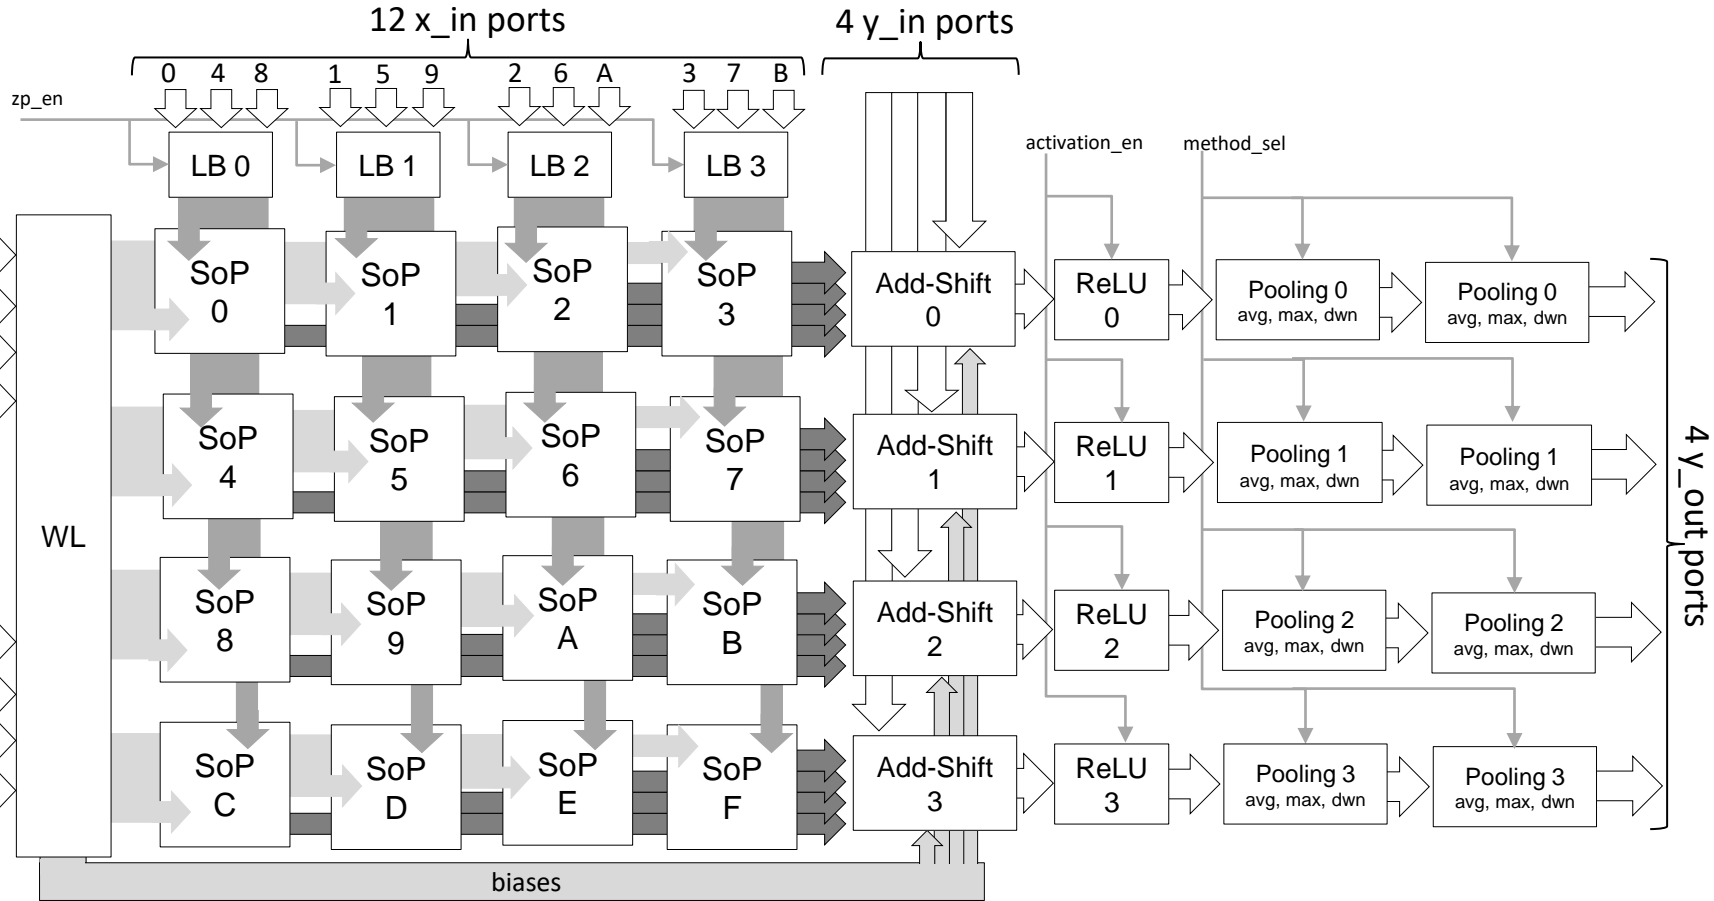 12 x_in ports
4 y_in ports
0 4 8 1 5 9 2 6 A 3 7 B
zp_en
LB 0
LB 1
LB 2
LB 3
activation_en
method_sel
WL
SoP
0
SoP
1
SoP
2
SoP
3
Add-Shift
0
ReLU
0
Pooling 0
avg, max, dwn
Pooling 0
avg, max, dwn
SoP
4
SoP
5
SoP
6
SoP
7
Add-Shift
1
ReLU
1
Pooling 1
avg, max, dwn
Pooling 1
avg, max, dwn
SoP
8
SoP
9
SoP
A
SoP
B
Add-Shift
2
ReLU
2
Pooling 2
avg, max, dwn
Pooling 2
avg, max, dwn
SoP
C
SoP
D
SoP
E
SoP
F
Add-Shift
3
ReLU
3
Pooling 3
avg, max, dwn
Pooling 3
avg, max, dwn
4 y_out ports
biases